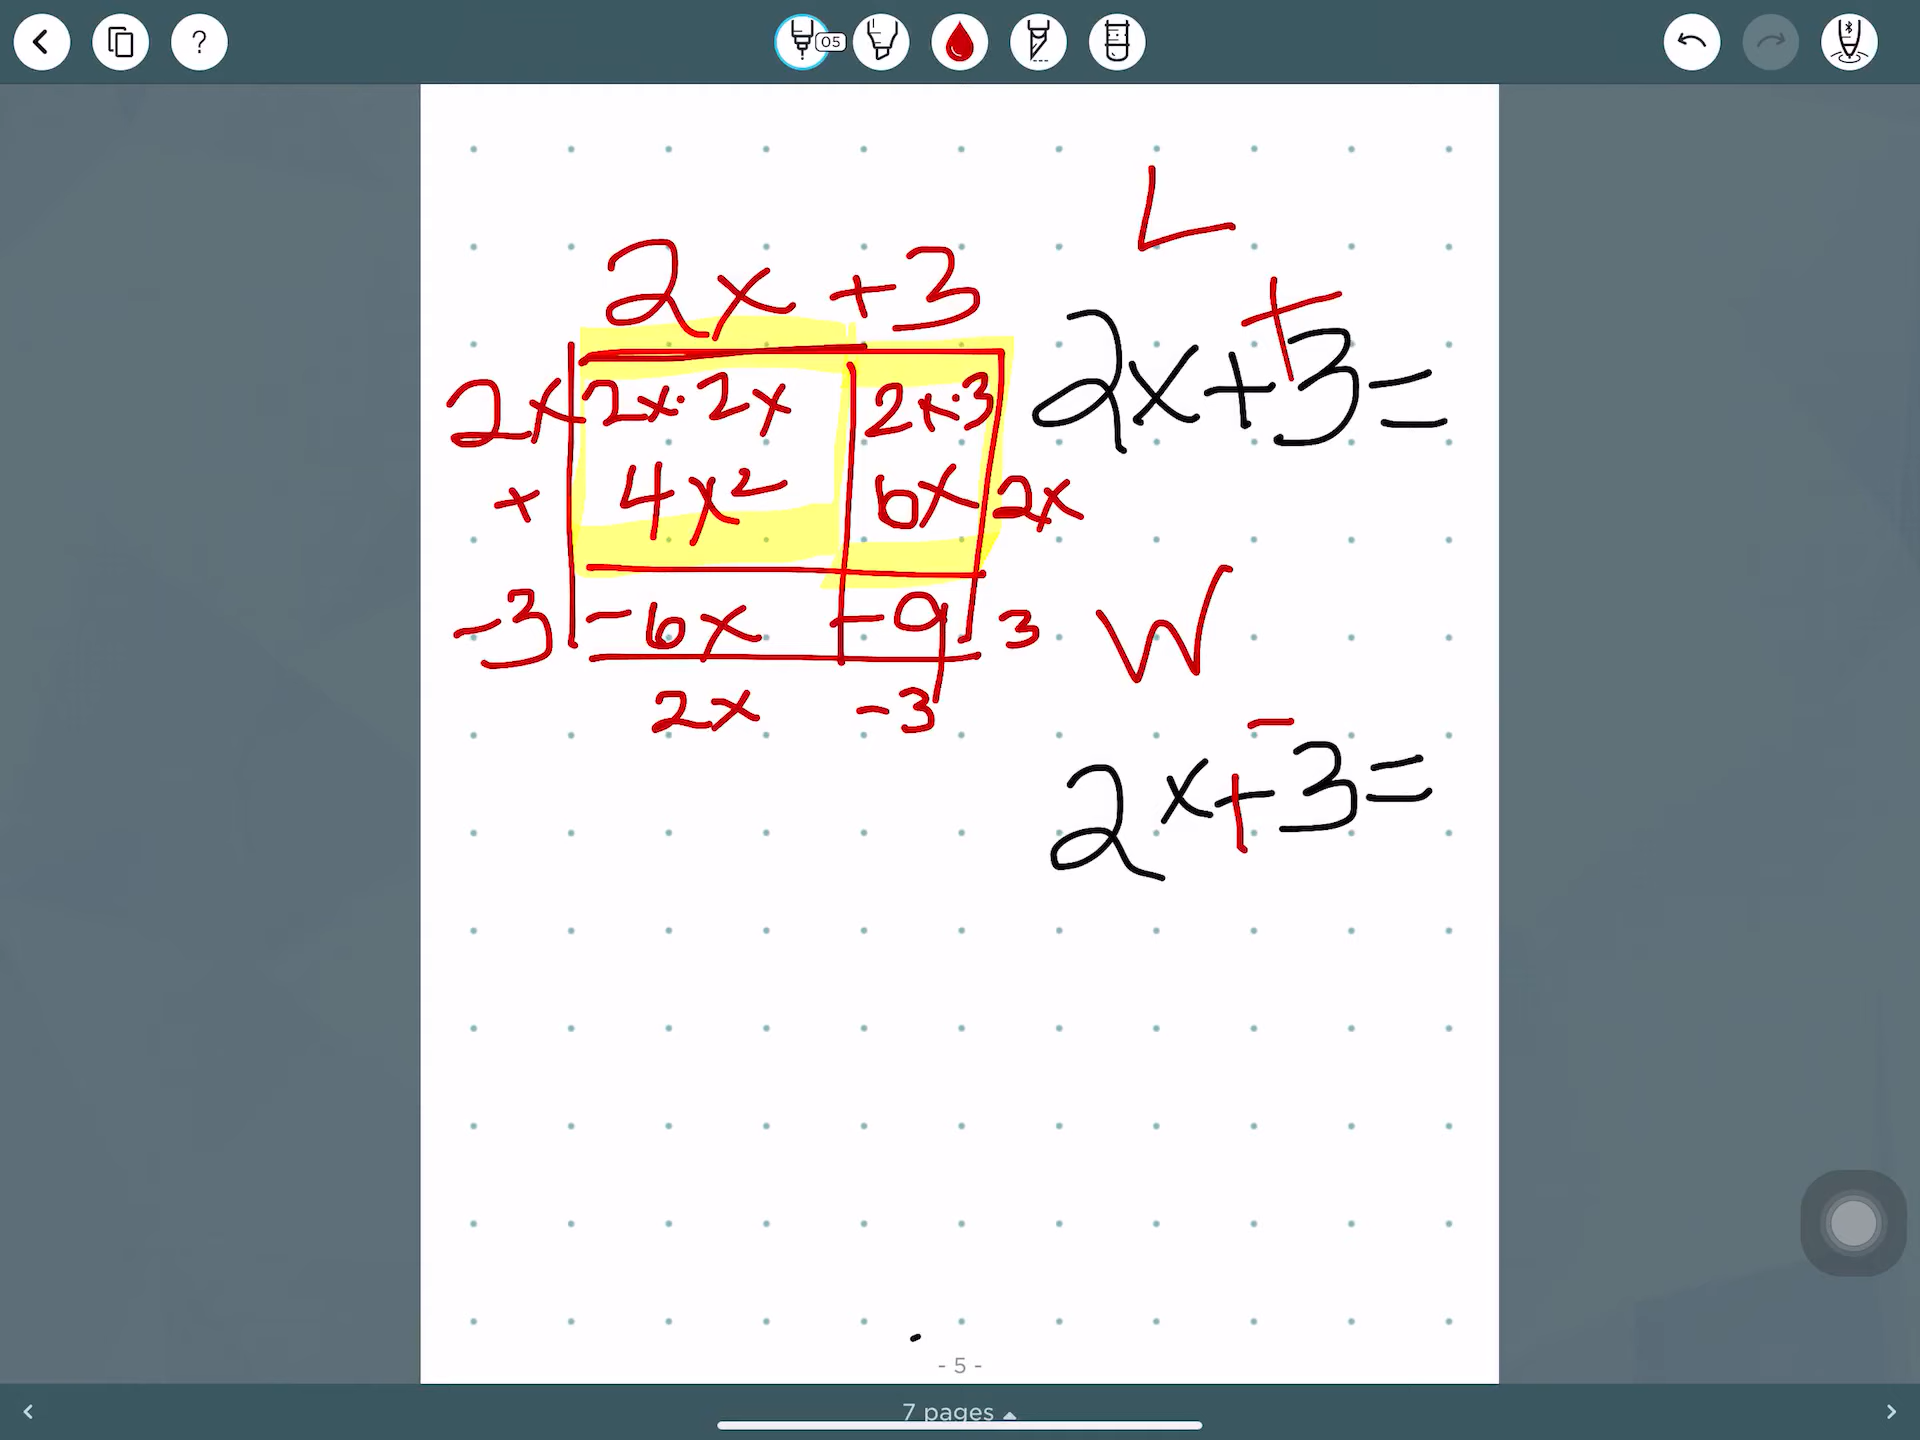 05
?
L
2x +3
+
2x+3=
2x 2x·2x 2x·3
+ 4x² 6x 2x
-3 -6x -9 3
W
2x -3
-
2x+3=
- 5 -
7 pages